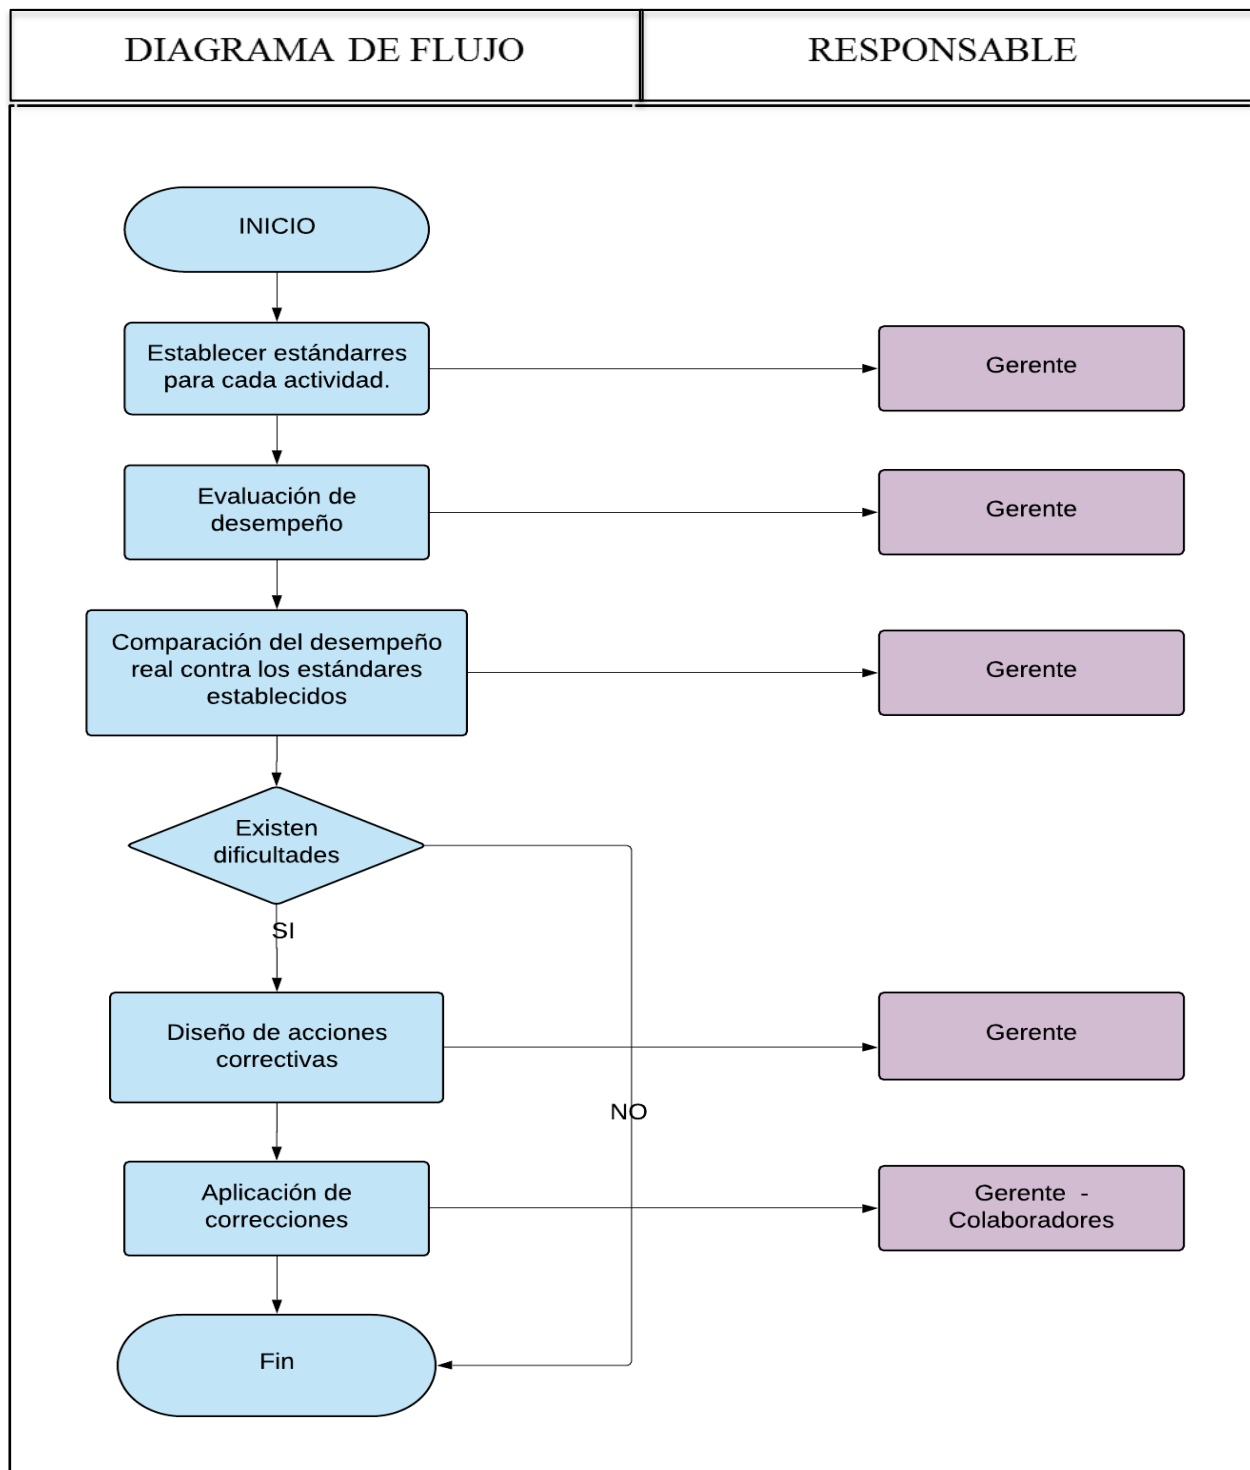 DIAGRAMA DE FLUJO
RESPONSABLE
INICIO
Establecer estándarres
para cada actividad.
Gerente
Evaluación de
desempeño
Gerente
Comparación del desempeño
real contra los estándares
establecidos
Gerente
Existen
dificultades
SI
Diseño de acciones
correctivas
Gerente
NO
Aplicación de
correcciones
Gerente -
Colaboradores
Fin